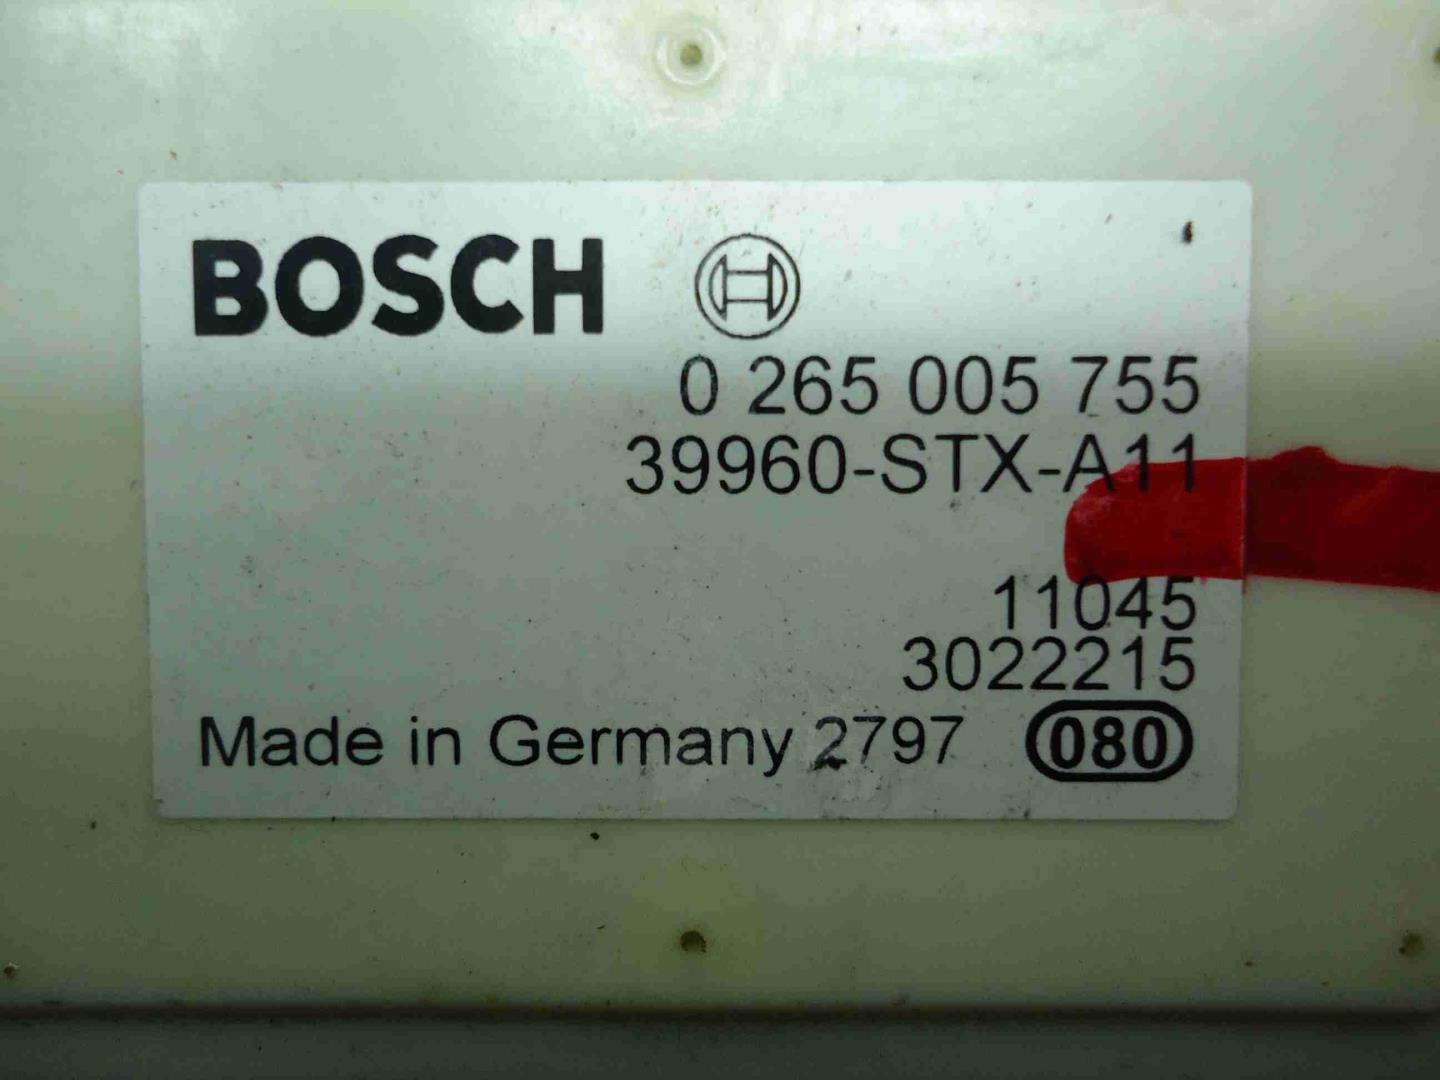 BOSCH
0 265 005 755
39960-STX-A11
11045
3022215
Made in Germany 2797 080